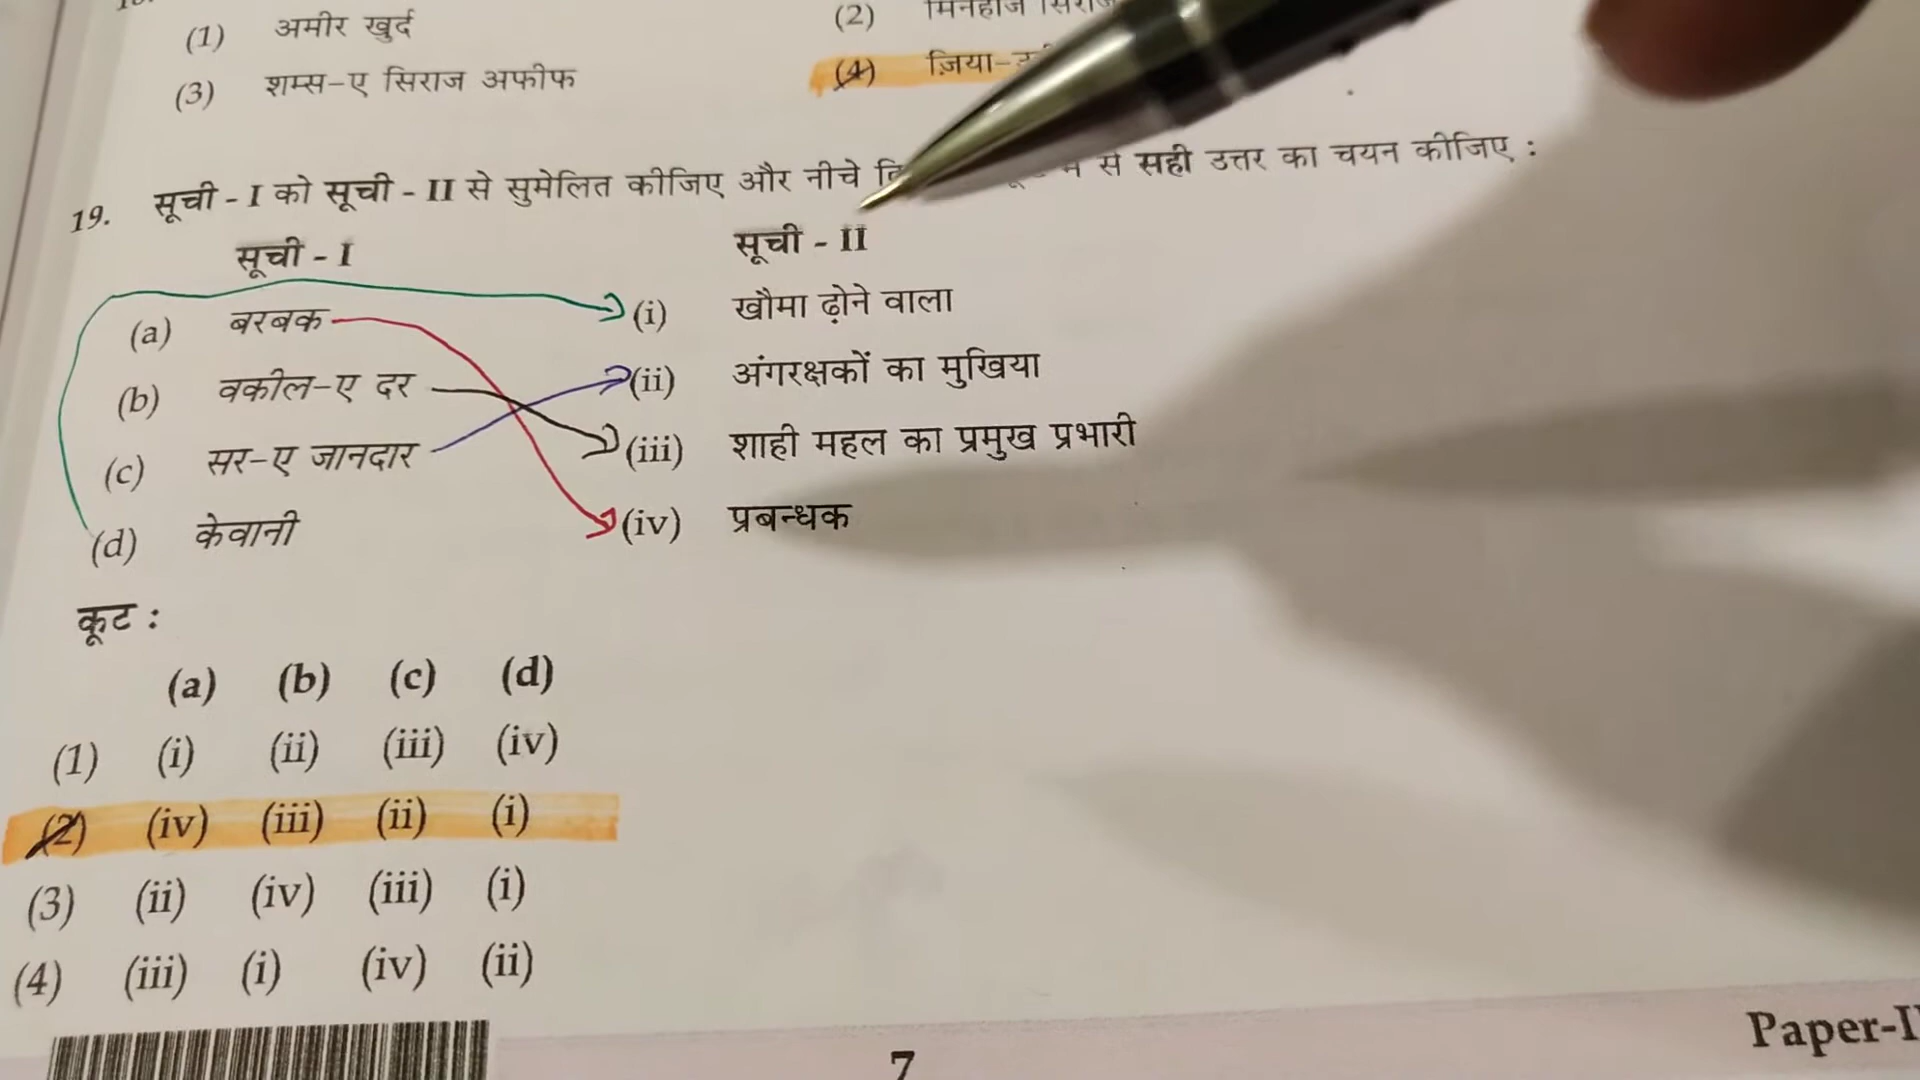 (1) अमीर खुर्द (2)
(3) शम्स-ए सिराज अफीफ (4) ज़िया-
19. सूची - I को सूची - II से सुमेलित कीजिए और नीचे से सही उत्तर का चयन कीजिए :
सूची - I सूची - II
(a) बरबक (i) खौमा ढ़ोने वाला
(b) वकील-ए दर (ii) अंगरक्षकों का मुखिया
(c) सर-ए जानदार (iii) शाही महल का प्रमुख प्रभारी
(d) केवानी (iv) प्रबन्धक
कूट :
(a) (b) (c) (d)
(1) (i) (ii) (iii) (iv)
(2) (iv) (iii) (ii) (i)
(3) (ii) (iv) (iii) (i)
(4) (iii) (i) (iv) (ii)
7 Paper-I